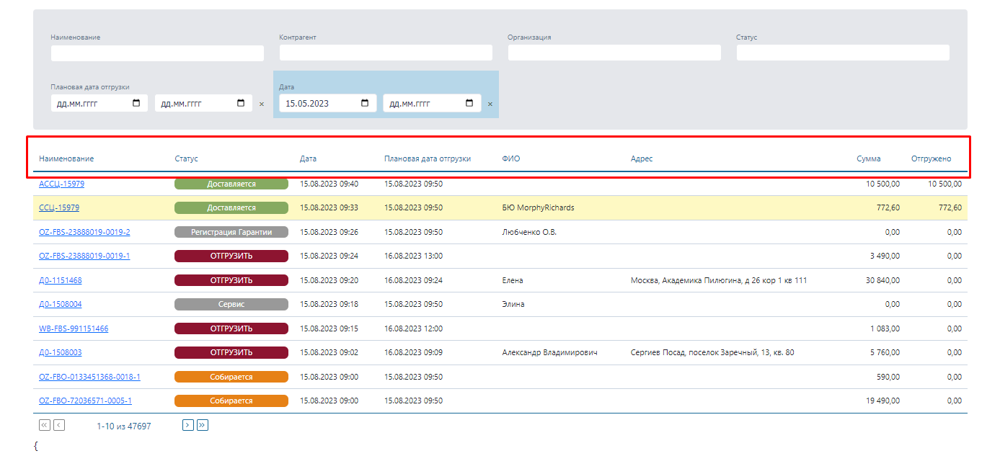 Наименование Контрагент Организация Статус
Плановая дата отгрузки Дата
дд.мм.гггг дд.мм.гггг × 15.05.2023 дд.мм.гггг ×
Наименование Статус Дата Плановая дата отгрузки ФИО Адрес Сумма Отгружено
АССЦ-15979 Доставляется 15.08.2023 09:40 15.08.2023 09:50 10 500,00 10 500,00
ССЦ-15979 Доставляется 15.08.2023 09:33 15.08.2023 09:50 БЮ MorphyRichards 772,60 772,60
OZ-FBS-23888019-0019-2 Регистрация Гарантии 15.08.2023 09:26 15.08.2023 09:50 Любченко О.В. 0,00 0,00
OZ-FBS-23888019-0019-1 ОТГРУЗИТЬ 15.08.2023 09:24 16.08.2023 13:00 3 490,00 0,00
Д0-1151468 ОТГРУЗИТЬ 15.08.2023 09:20 16.08.2023 09:24 Елена Москва, Академика Пилюгина, д 26 кор 1 кв 111 30 840,00 0,00
Д0-1508004 Сервис 15.08.2023 09:18 15.08.2023 09:50 Элина 0,00 0,00
WB-FBS-991151466 ОТГРУЗИТЬ 15.08.2023 09:15 16.08.2023 12:00 1 083,00 0,00
Д0-1508003 ОТГРУЗИТЬ 15.08.2023 09:02 16.08.2023 09:09 Александр Владимирович Сергиев Посад, поселок Заречный, 13, кв. 80 5 760,00 0,00
OZ-FBO-0133451368-0018-1 Собирается 15.08.2023 09:00 15.08.2023 09:50 590,00 0,00
OZ-FBO-72036571-0005-1 Собирается 15.08.2023 09:00 15.08.2023 09:50 19 490,00 0,00
« ‹ 1-10 из 47697 › »
{